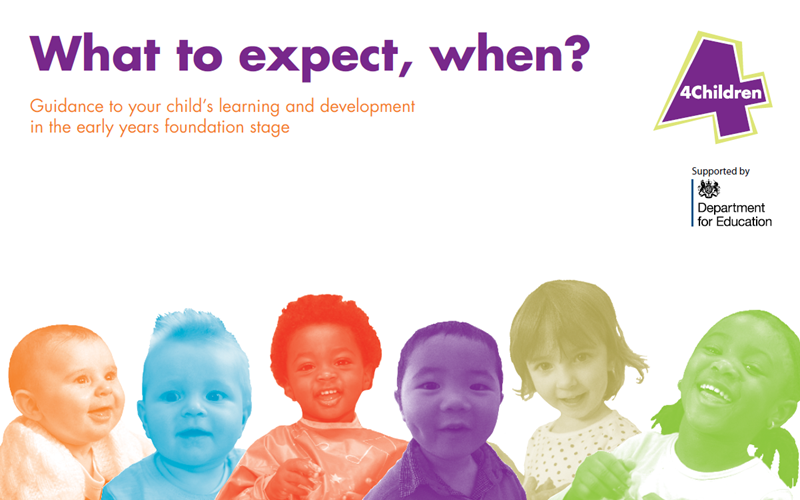 What to expect, when?
Guidance to your child’s learning and development
in the early years foundation stage
4Children
Supported by
Department
for Education